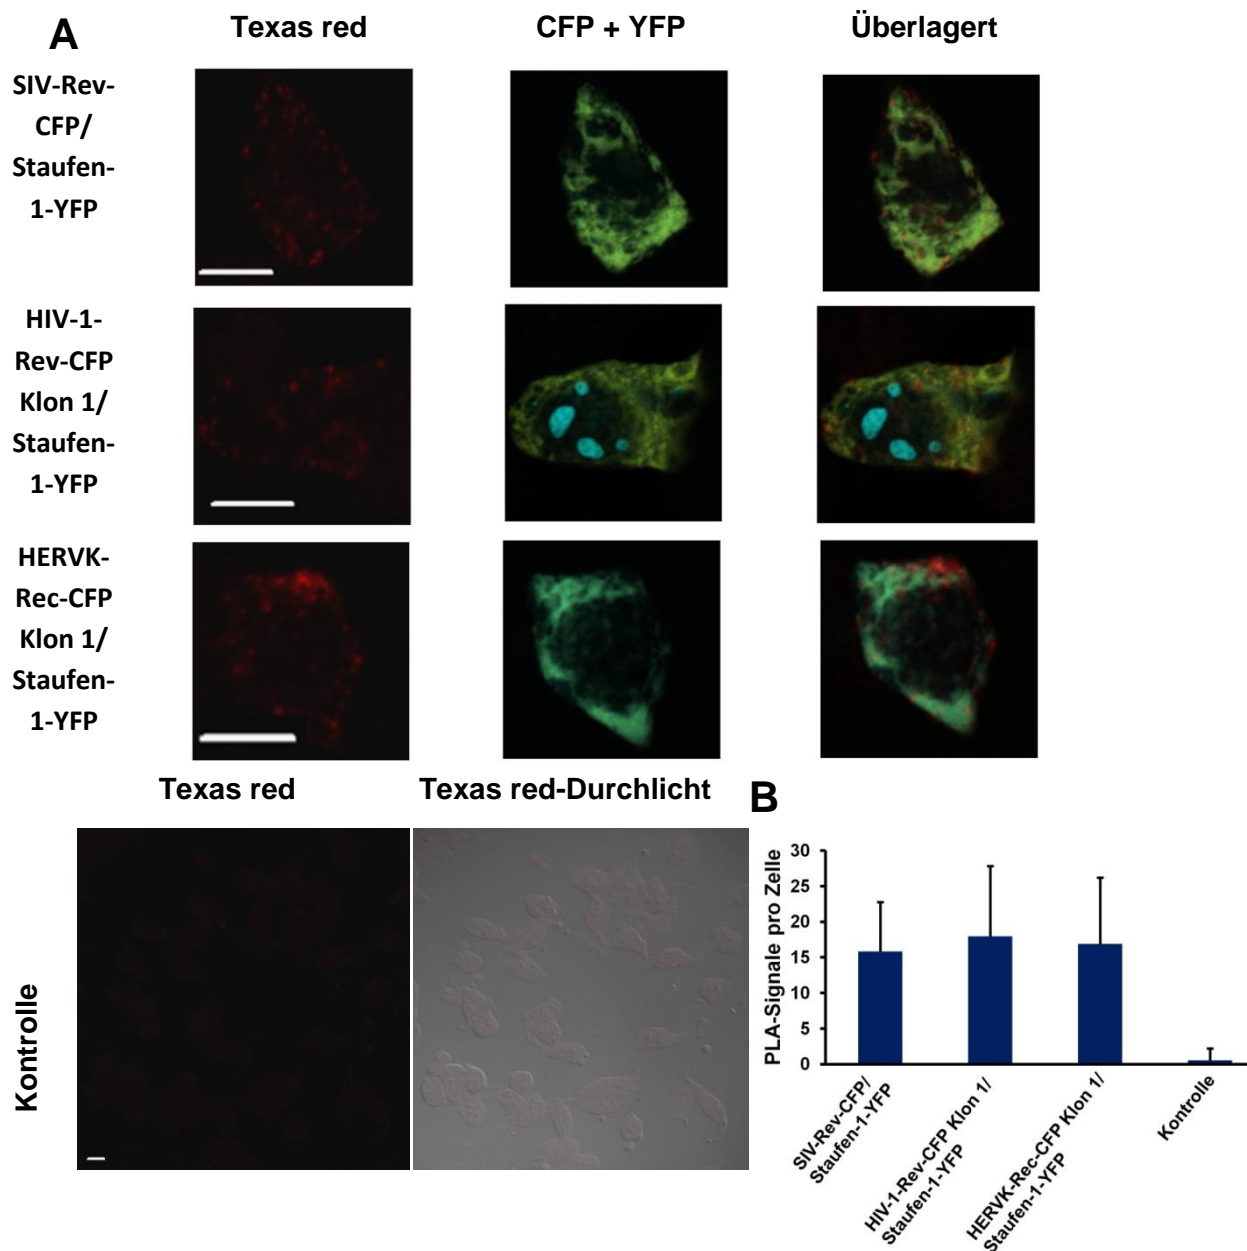 A
Texas red
CFP + YFP
Überlagert
SIV-Rev-
CFP/
Staufen-
1-YFP
HIV-1-
Rev-CFP
Klon 1/
Staufen-
1-YFP
HERVK-
Rec-CFP
Klon 1/
Staufen-
1-YFP
Texas red
Texas red-Durchlicht
Kontrolle
B
PLA-Signale pro Zelle
30
25
20
15
10
5
0
SIV-Rev-CFP/
Staufen-1-YFP
HIV-1-Rev-CFP Klon 1/
Staufen-1-YFP
HERVK-Rec-CFP Klon 1/
Staufen-1-YFP
Kontrolle